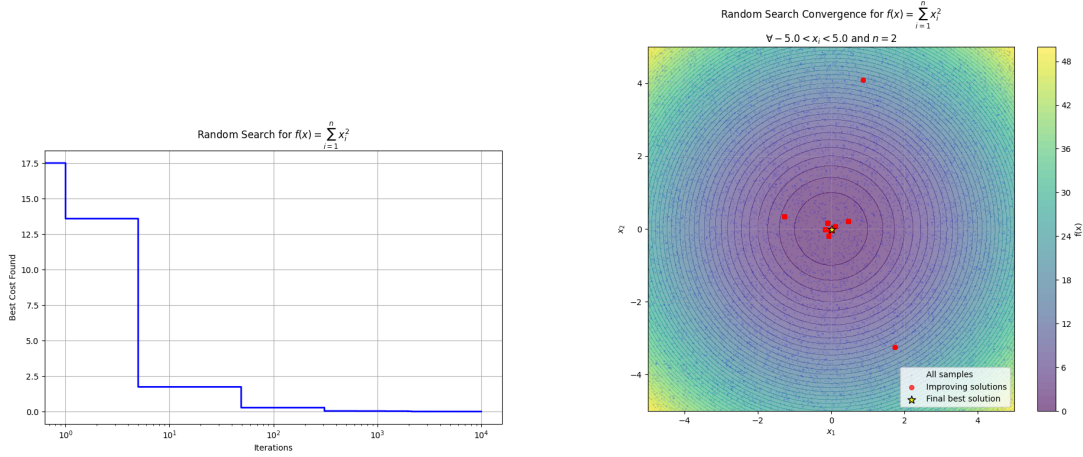 Random Search for f(x) = \sum_{i=1}^{n} x_i^2
17.5
15.0
12.5
10.0
7.5
5.0
2.5
0.0
Best Cost Found
10^0
10^1
10^2
10^3
10^4
Iterations
Random Search Convergence for f(x) = \sum_{i=1}^{n} x_i^2
∀ − 5.0 < x_i < 5.0 and n = 2
4
2
0
−2
−4
x_2
−4
−2
0
2
4
x_1
All samples
Improving solutions
Final best solution
48
42
36
30
24
18
12
6
0
f(x)